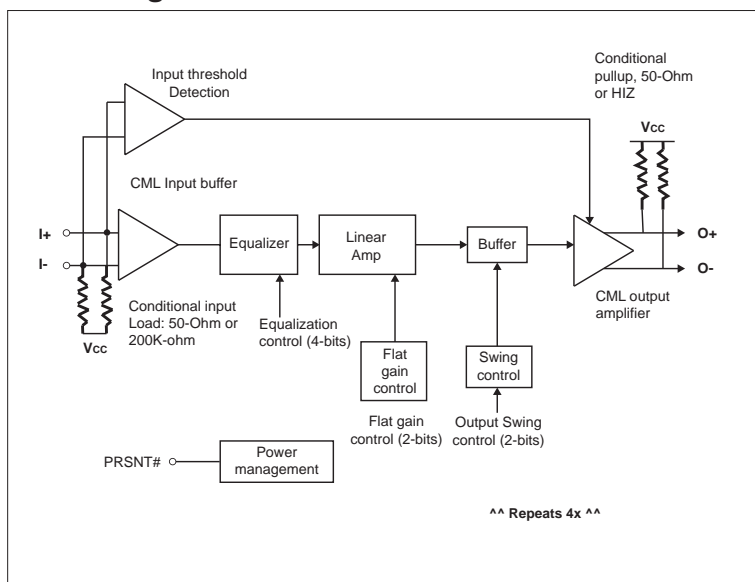 Input threshold
Detection
Conditional
pullup, 50-Ohm
or HIZ
Vcc
CML Input buffer
I+
I-
Equalizer
Linear
Amp
Buffer
O+
O-
CML output
amplifier
Conditional input
Load: 50-Ohm or
200K-ohm
Vcc
Equalization
control (4-bits)
Flat
gain
control
Swing
control
Flat gain
control (2-bits)
Output Swing
control (2-bits)
PRSNT#
Power
management
^^ Repeats 4x ^^